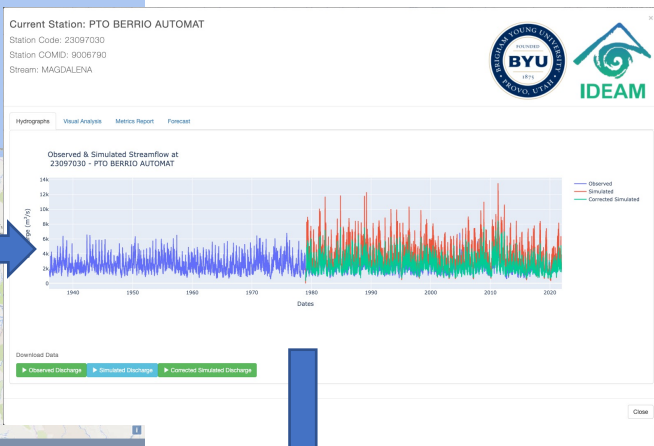 Current Station: PTO BERRIO AUTOMAT
×
Station Code: 23097030
Station COMID: 9006790
Stream: MAGDALENA
BRIGHAM YOUNG UNIVERSITY
FOUNDED
BYU
1875
PROVO, UTAH
IDEAM
Hydrographs Visual Analysis Metrics Report Forecast
Observed & Simulated Streamflow at
23097030 - PTO BERRIO AUTOMAT
14k
12k
10k
8k
6k
4k
2k
0
(m³/s)
Observed
Simulated
Corrected Simulated
1940 1950 1960 1970 1980 1990 2000 2010 2020
Dates
Download Data
Observed Discharge Simulated Discharge Corrected Simulated Discharge
Close
i